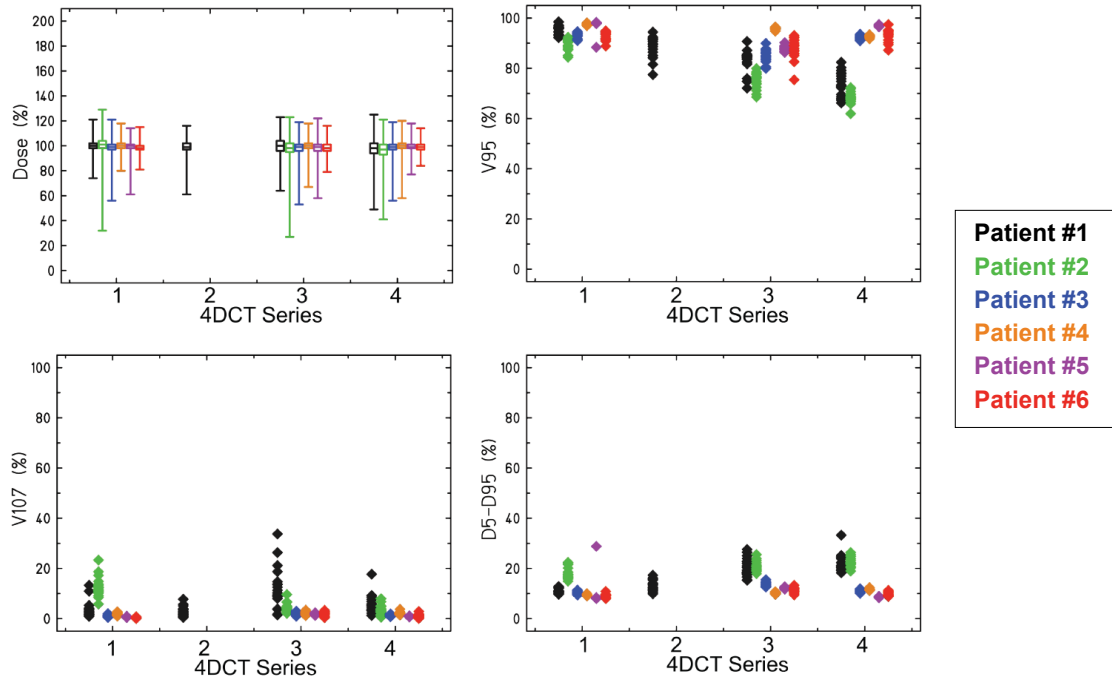 200
180
160
140
120
100
80
60
40
20
0
Dose (%)
1 2 3 4
4DCT Series
100
80
60
40
20
0
V95 (%)
1 2 3 4
4DCT Series
Patient #1
Patient #2
Patient #3
Patient #4
Patient #5
Patient #6
100
80
60
40
20
0
V107 (%)
1 2 3 4
4DCT Series
100
80
60
40
20
0
D5-D95 (%)
1 2 3 4
4DCT Series